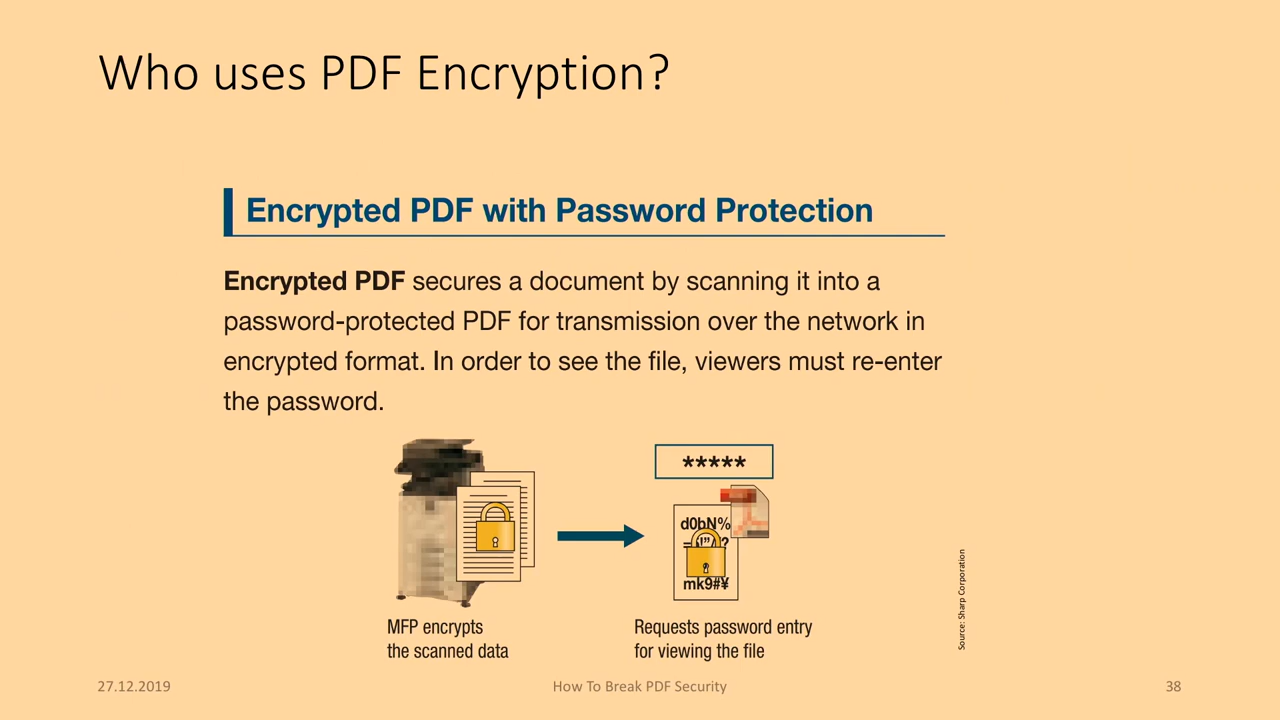 Who uses PDF Encryption?
Encrypted PDF with Password Protection
Encrypted PDF secures a document by scanning it into a
password-protected PDF for transmission over the network in
encrypted format. In order to see the file, viewers must re-enter
the password.
*****
d0bN%
mk9#¥
MFP encrypts
the scanned data
Requests password entry
for viewing the file
Source: Sharp Corporation
27.12.2019
How To Break PDF Security
38